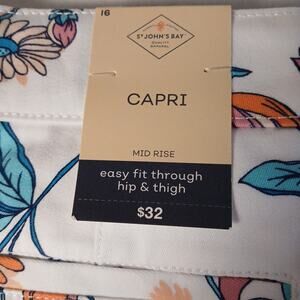 16
ST JOHN'S BAY
QUALITY
APPAREL
CAPRI
MID RISE
easy fit through
hip & thigh
$32